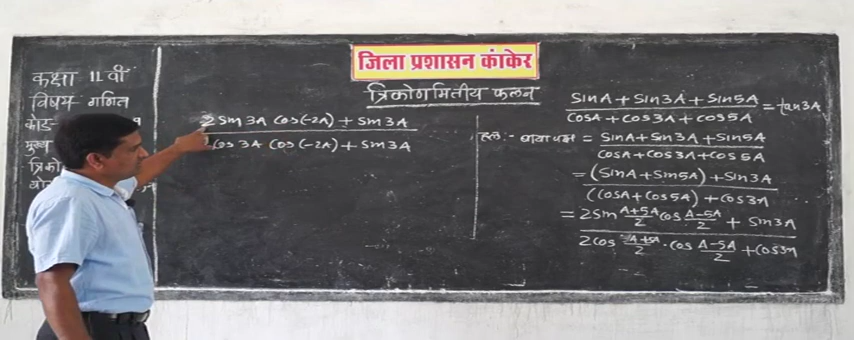 जिला प्रशासन कांकेर
त्रिकोणमितीय फलन
कक्षा 11 वीं
विषय गणित
कोड-
मुख्य
त्रिको
2 sin 3A cos(-2A) + sin 3A
cos 3A cos(-2A) + sin 3A
sinA + sin3A + sin5A
cosA + cos3A + cos5A
= tan3A
हल:- बाया पक्ष = sinA + sin3A + sin5A
cosA + cos3A + cos5A
= (sinA + sin5A) + sin3A
(cosA + cos5A) + cos3A
= 2 sin A+5A/2 cos A-5A/2 + sin3A
2 cos A+5A/2 . cos A-5A/2 + cos3A